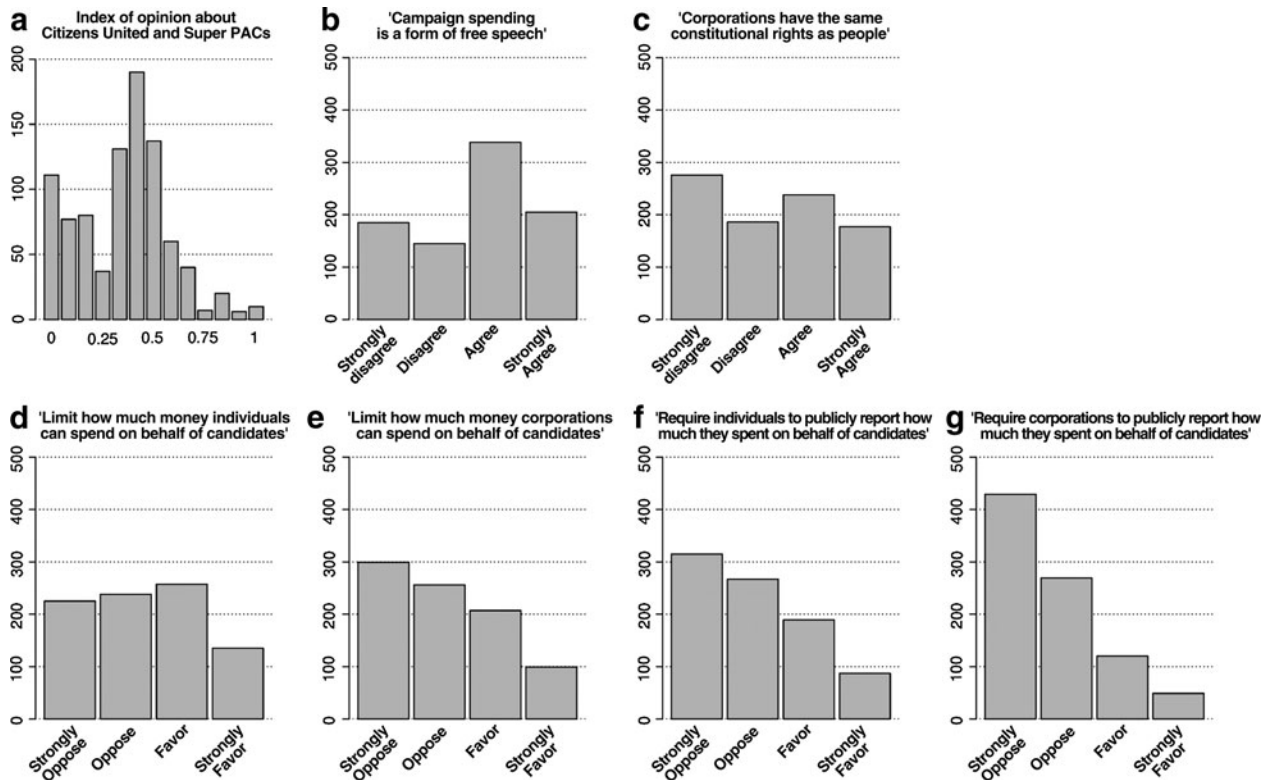 a
Index of opinion about
Citizens United and Super PACs
200
150
100
50
0
0 0.25 0.5 0.75 1
b
'Campaign spending
is a form of free speech'
500
400
300
200
100
0
Strongly
disagree
Disagree
Agree
Strongly
Agree
c
'Corporations have the same
constitutional rights as people'
500
400
300
200
100
0
Strongly
disagree
Disagree
Agree
Strongly
Agree
d
'Limit how much money individuals
can spend on behalf of candidates'
500
400
300
200
100
0
Strongly
Oppose
Oppose
Favor
Strongly
Favor
e
'Limit how much money corporations
can spend on behalf of candidates'
500
400
300
200
100
0
Strongly
Oppose
Oppose
Favor
Strongly
Favor
f
'Require individuals to publicly report how
much they spent on behalf of candidates'
500
400
300
200
100
0
Strongly
Oppose
Oppose
Favor
Strongly
Favor
g
'Require corporations to publicly report how
much they spent on behalf of candidates'
500
400
300
200
100
0
Strongly
Oppose
Oppose
Favor
Strongly
Favor